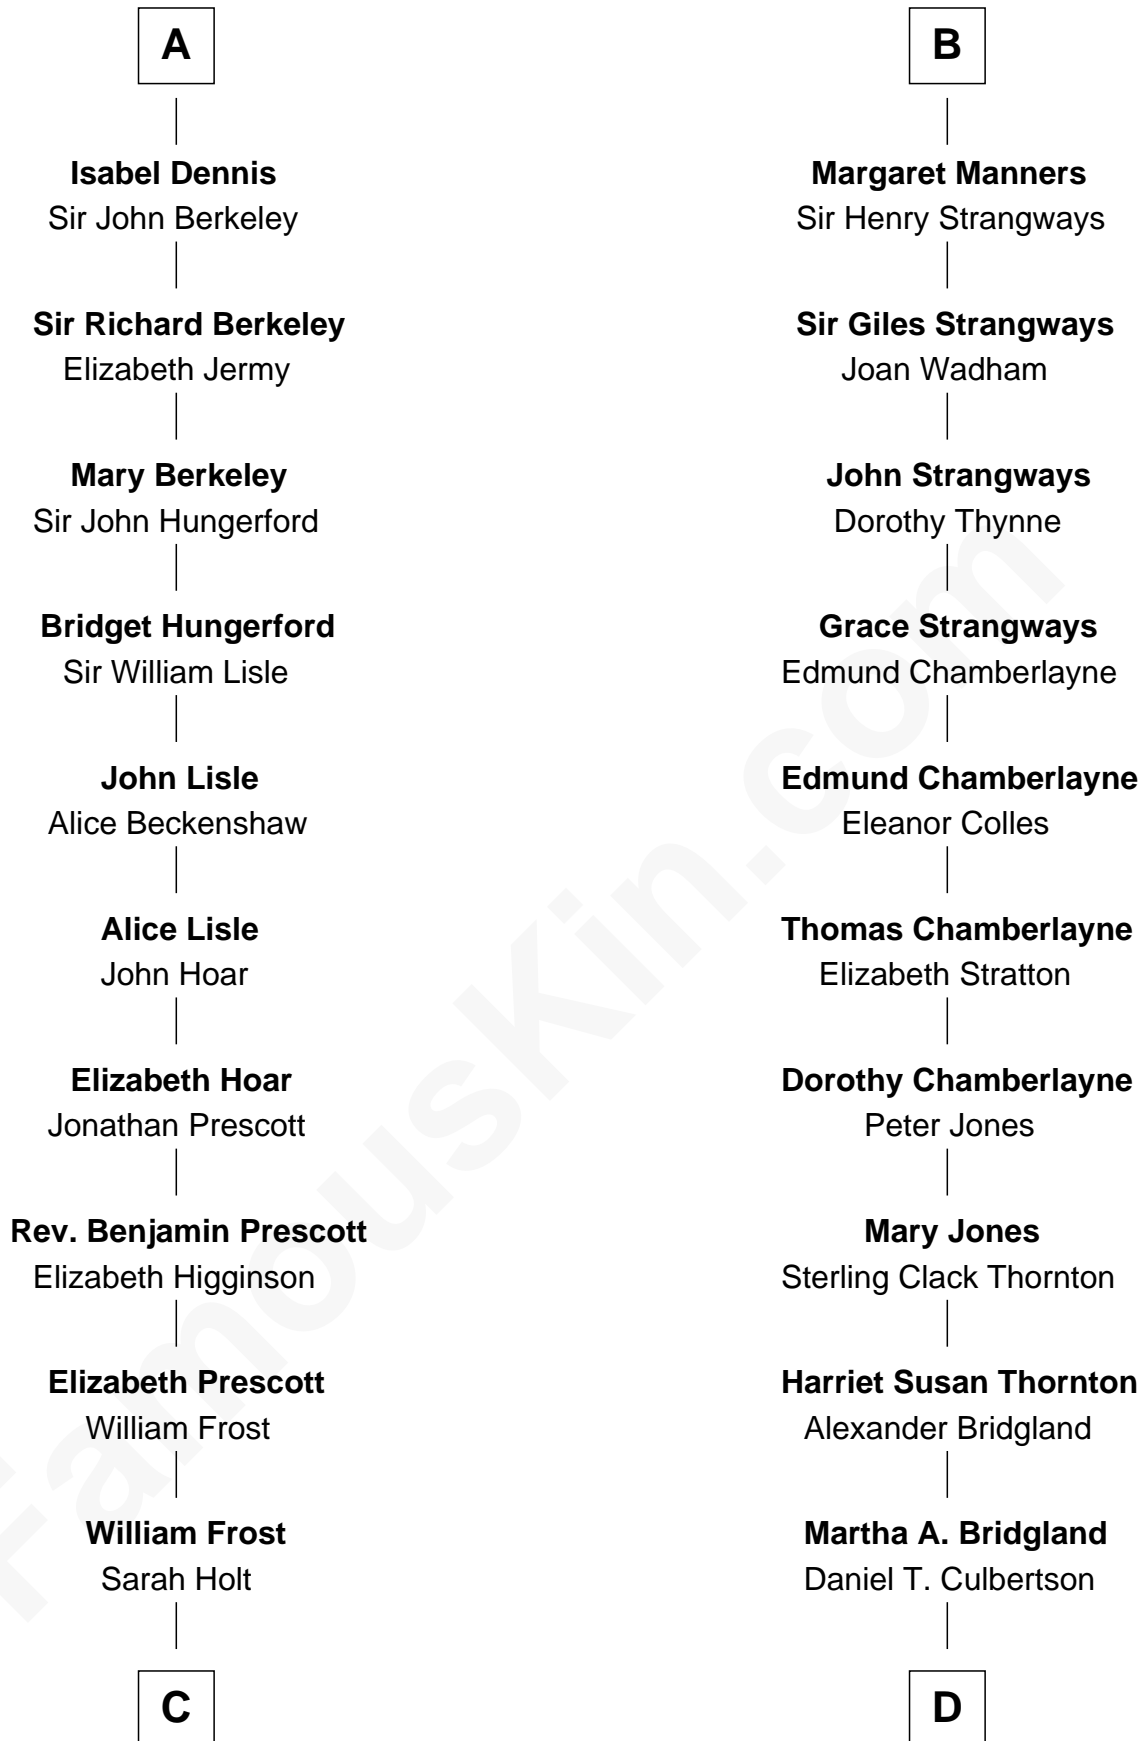 A
Isabel Dennis
Sir John Berkeley
Sir Richard Berkeley
Elizabeth Jermy
Mary Berkeley
Sir John Hungerford
Bridget Hungerford
Sir William Lisle
John Lisle
Alice Beckenshaw
Alice Lisle
John Hoar
Elizabeth Hoar
Jonathan Prescott
Rev. Benjamin Prescott
Elizabeth Higginson
Elizabeth Prescott
William Frost
William Frost
Sarah Holt
C
B
Margaret Manners
Sir Henry Strangways
Sir Giles Strangways
Joan Wadham
John Strangways
Dorothy Thynne
Grace Strangways
Edmund Chamberlayne
Edmund Chamberlayne
Eleanor Colles
Thomas Chamberlayne
Elizabeth Stratton
Dorothy Chamberlayne
Peter Jones
Mary Jones
Sterling Clack Thornton
Harriet Susan Thornton
Alexander Bridgland
Martha A. Bridgland
Daniel T. Culbertson
D
FamousKin.com